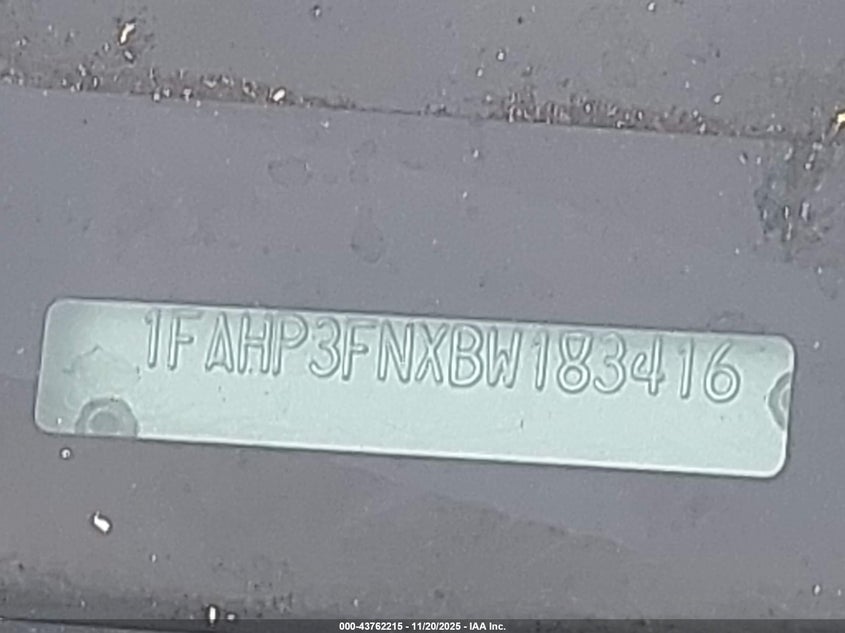 1FAHP3FNXBW183416
000-43762215 - 11/20/2025 - IAA Inc.